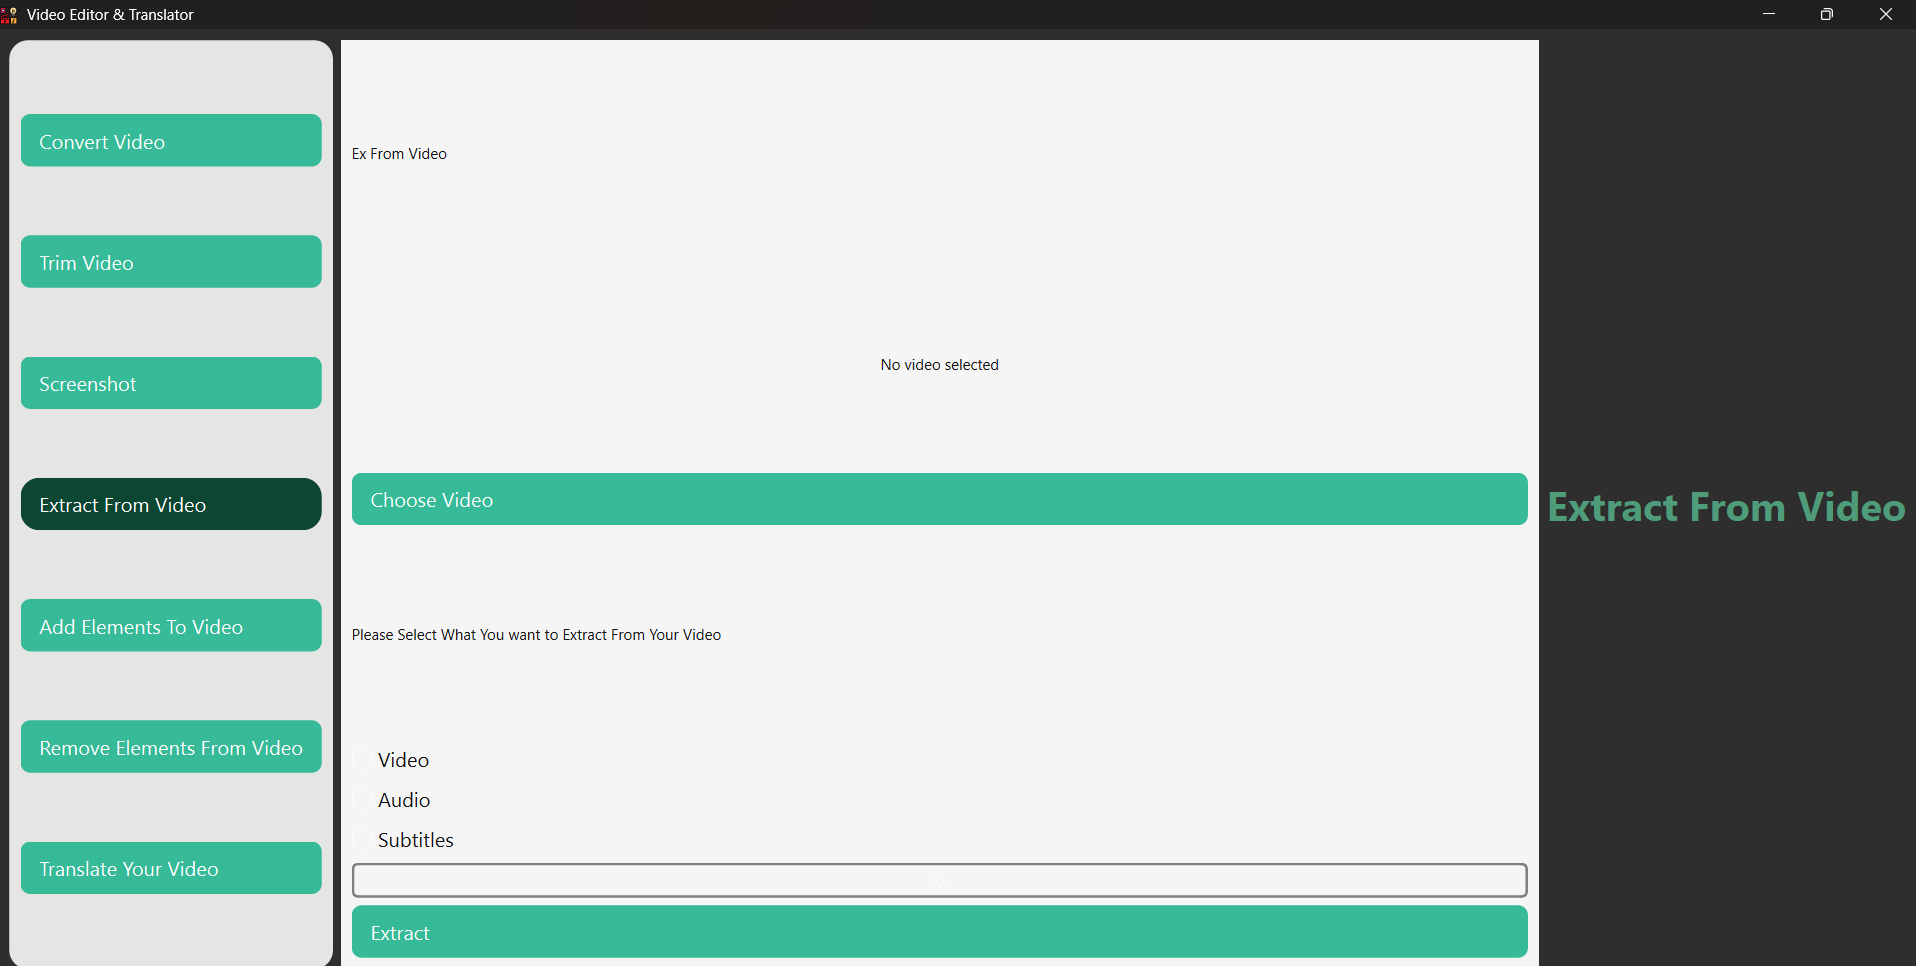 Video Editor & Translator
Convert Video
Trim Video
Screenshot
Extract From Video
Add Elements To Video
Remove Elements From Video
Translate Your Video
Ex From Video
No video selected
Choose Video
Please Select What You want to Extract From Your Video
Video
Audio
Subtitles
Extract
Extract From Video